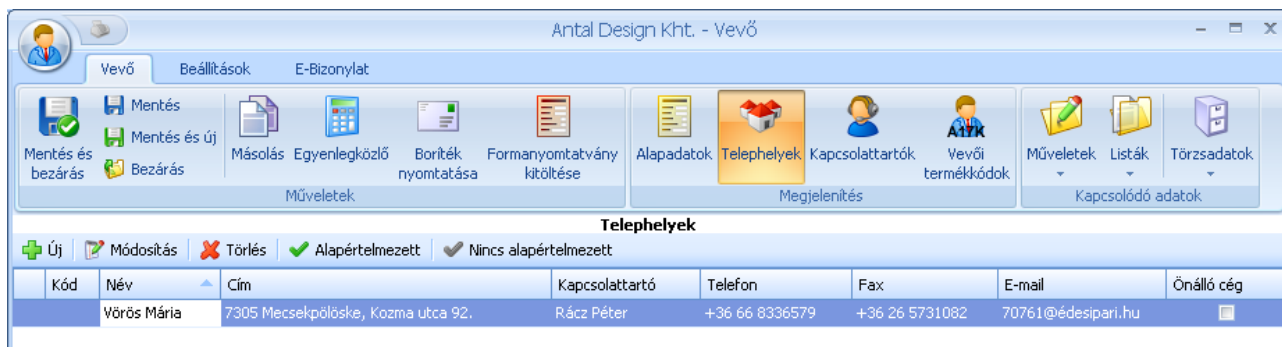 Antal Design Kht. - Vevő
Vevő Beállítások E-Bizonylat
Mentés és bezárás
Mentés
Mentés és új
Bezárás
Másolás
Egyenlegközlő
Boríték nyomtatása
Formanyomtatvány kitöltése
Műveletek
Alapadatok
Telephelyek
Kapcsolattartók
A17K
Vevői termékkódok
Megjelenítés
Műveletek
Listák
Törzsadatok
Kapcsolódó adatok
Telephelyek
Új Módosítás Törlés Alapértelmezett Nincs alapértelmezett
Kód Név Cím Kapcsolattartó Telefon Fax E-mail Önálló cég
Vörös Mária 7305 Mecsekpölöske, Kozma utca 92. Rácz Péter +36 66 8336579 +36 26 5731082 70761@édesipari.hu